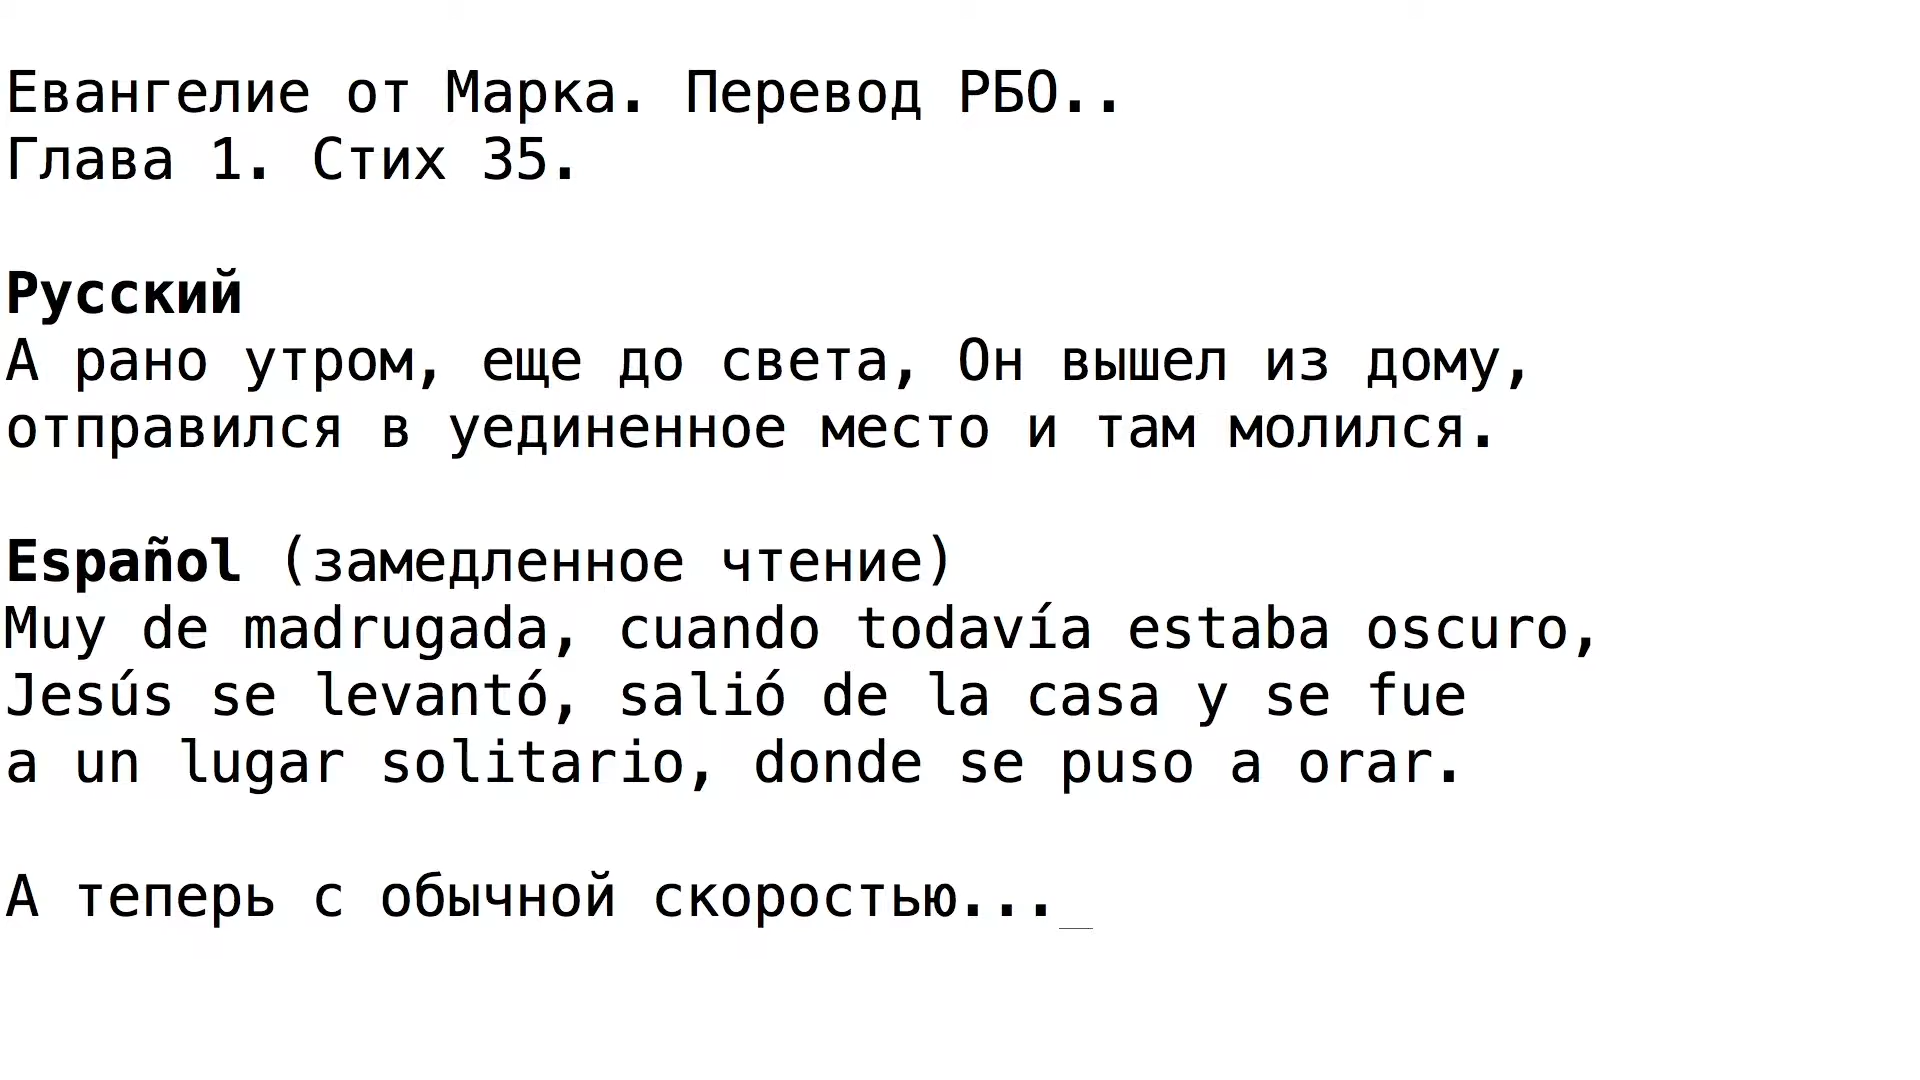 Евангелие от Марка. Перевод РБО..
Глава 1. Стих 35.
Русский
А рано утром, еще до света, Он вышел из дому,
отправился в уединенное место и там молился.
Español (замедленное чтение)
Muy de madrugada, cuando todavía estaba oscuro,
Jesús se levantó, salió de la casa y se fue
a un lugar solitario, donde se puso a orar.
А теперь с обычной скоростью..._